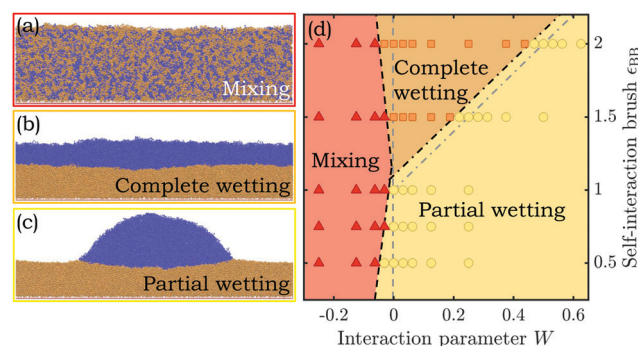 (a)
Mixing
(b)
Complete wetting
(c)
Partial wetting
(d)
Complete
wetting
Mixing
Partial wetting
2
1.5
1
0.5
Self-interaction brush ϵBB
-0.2
0
0.2
0.4
0.6
Interaction parameter W